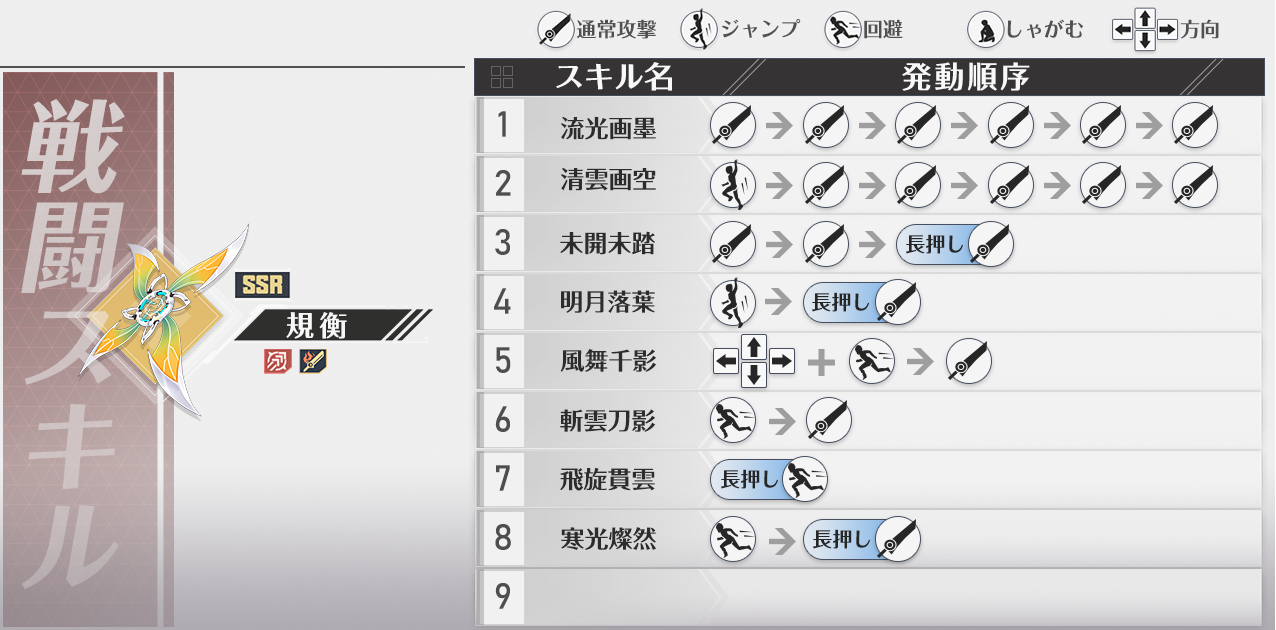 通常攻撃 ジャンプ 回避 しゃがむ 方向
戦闘スキル
SSR
規衡
スキル名 発動順序
1 流光画墨
2 清雲画空
3 未開未踏 長押し
4 明月落葉 長押し
5 風舞千影
6 斬雲刀影
7 飛旋貫雲 長押し
8 寒光燦然 長押し
9